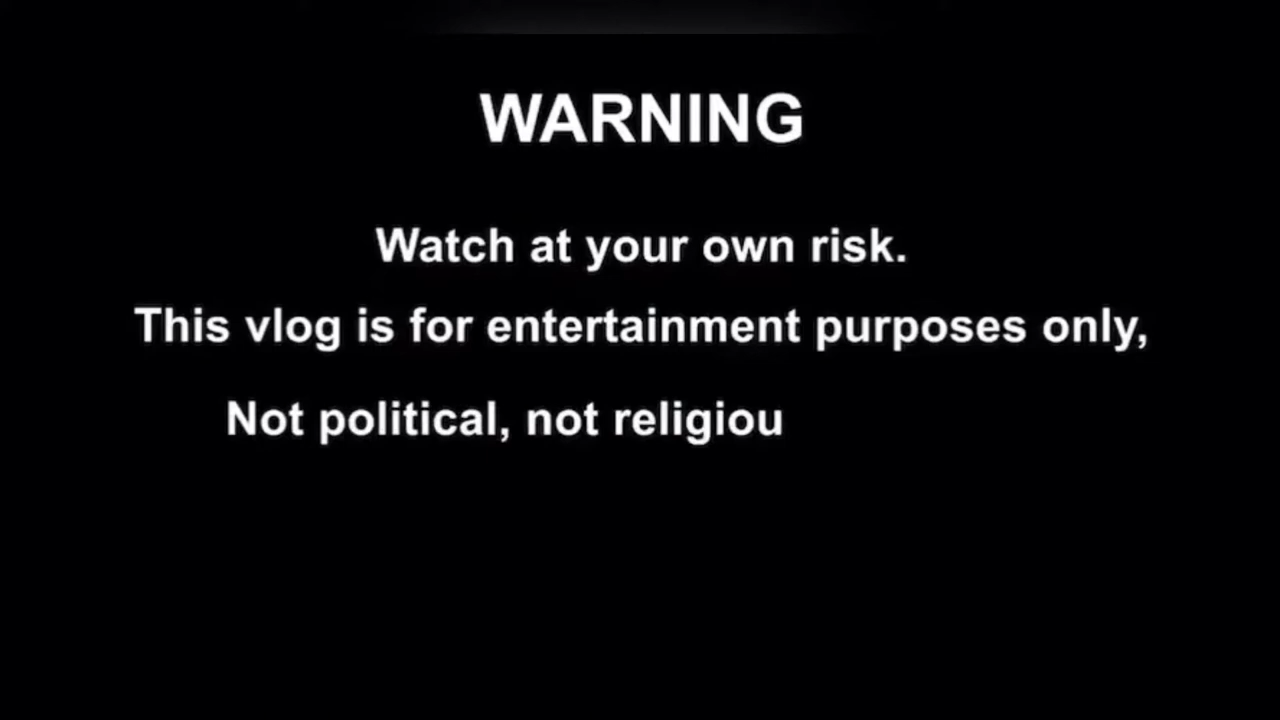 WARNING
Watch at your own risk.
This vlog is for entertainment purposes only,
Not political, not religiou